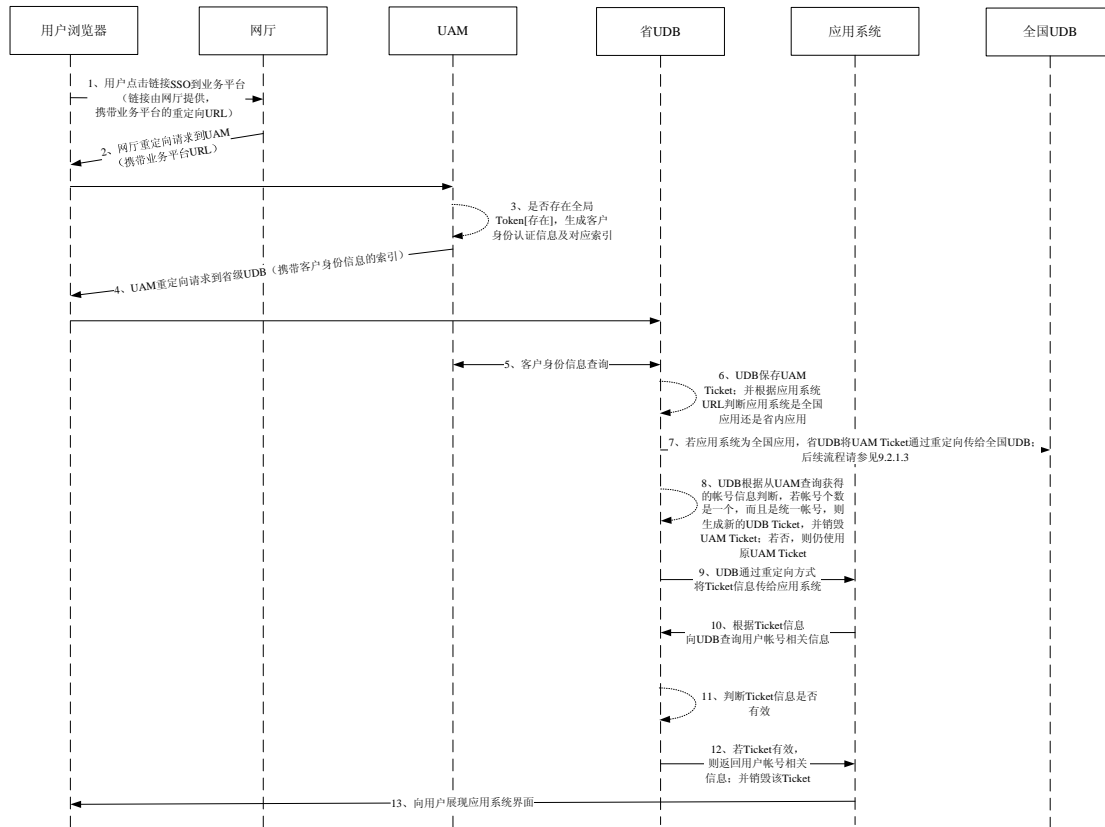 用户浏览器
网厅
UAM
省UDB
应用系统
全国UDB
1、用户点击链接SSO到业务平台
（链接由网厅提供，
携带业务平台的重定向URL）
2、网厅重定向请求到UAM
（携带业务平台URL）
3、是否存在全局
Token[存在]，生成客户
身份认证信息及对应索引
4、UAM重定向请求到省级UDB（携带客户身份信息的索引）
5、客户身份信息查询
6、UDB保存UAM
Ticket；并根据应用系统
URL判断应用系统是全国
应用还是省内应用
7、若应用系统为全国应用，省UDB将UAM Ticket通过重定向传给全国UDB；
后续流程请参见9.2.1.3
8、UDB根据从UAM查询获得
的帐号信息判断，若帐号个数
是一个，而且是统一帐号，则
生成新的UDB Ticket，并销毁
UAM Ticket；若否，则仍使用
原UAM Ticket
9、UDB通过重定向方式
将Ticket信息传给应用系统
10、根据Ticket信息
向UDB查询用户帐号相关信息
11、判断Ticket信息是否
有效
12、若Ticket有效，
则返回用户帐号相关
信息；并销毁该Ticket
13、向用户展现应用系统界面